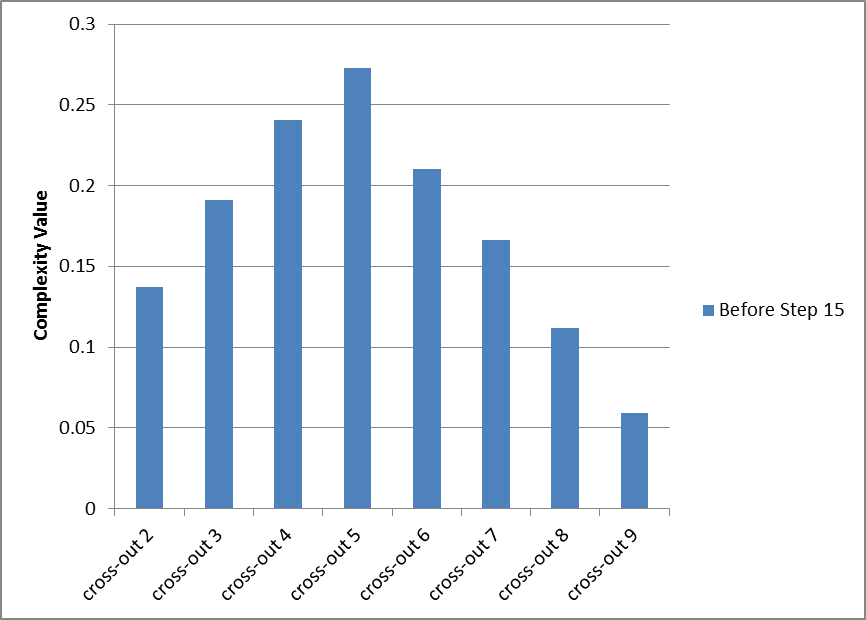 0.3
0.25
0.2
0.15
0.1
0.05
0
Complexity Value
cross-out 2
cross-out 3
cross-out 4
cross-out 5
cross-out 6
cross-out 7
cross-out 8
cross-out 9
Before Step 15